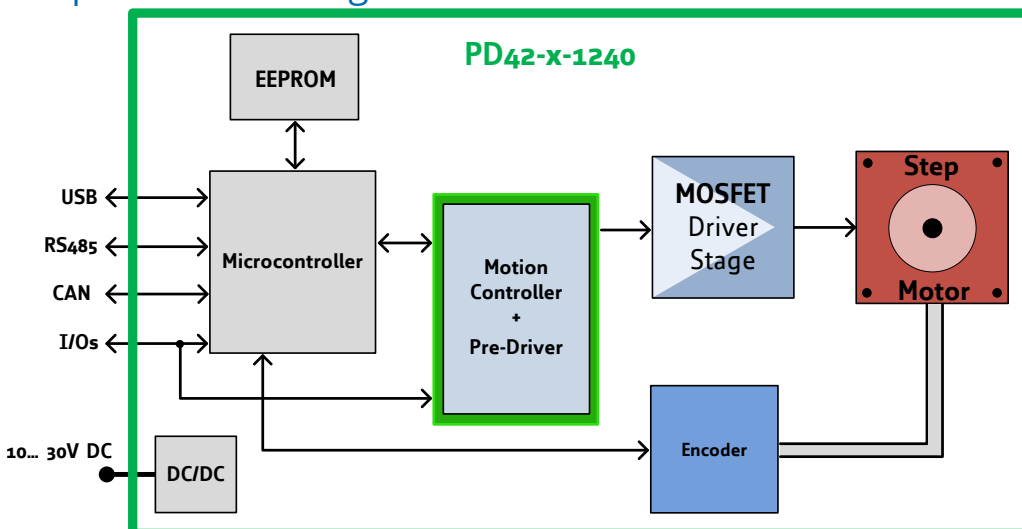 PD42-x-1240
EEPROM
USB
RS485
CAN
I/Os
Microcontroller
Motion
Controller
+
Pre-Driver
MOSFET
Driver
Stage
Step
Motor
Encoder
10... 30V DC
DC/DC